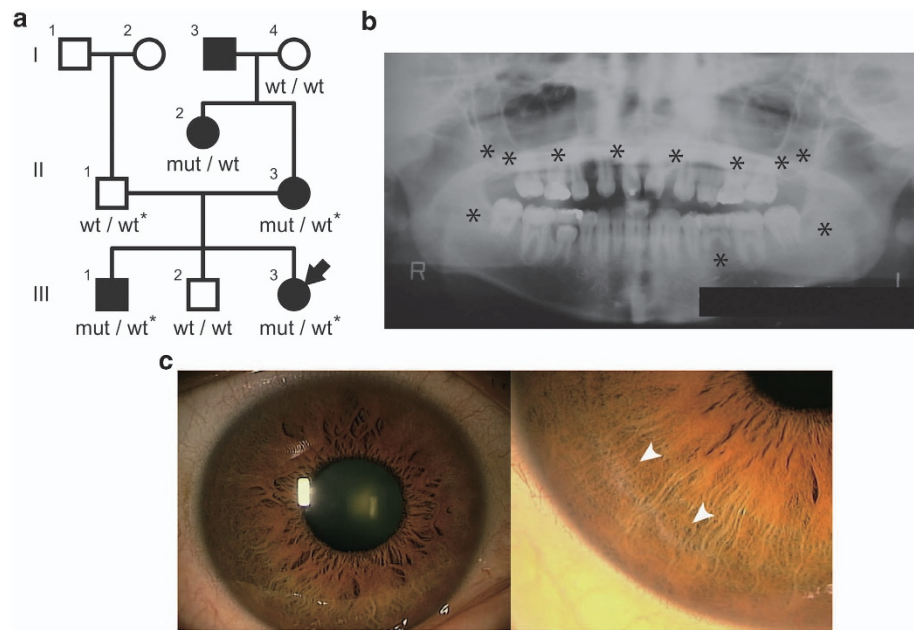 a
1
2
3
4
I
wt / wt
2
mut / wt
II
1
3
wt / wt*
mut / wt*
1
2
3
III
mut / wt*
wt / wt
mut / wt*
b
* * * * * * * *
* *
*
R
c